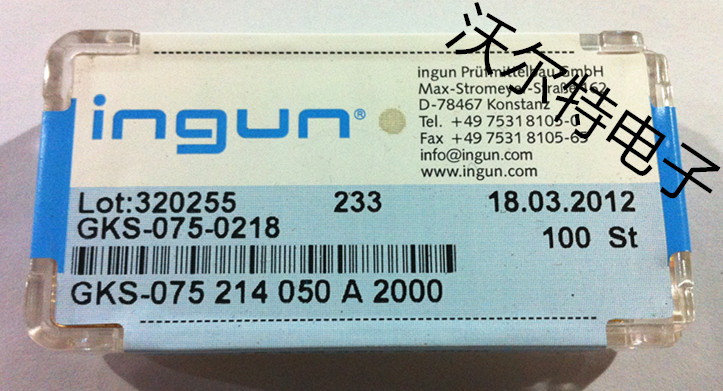 ingun®
ingun Prüfmittelbau GmbH
Max-Stromeyer-Straße 162
D-78467 Konstanz
Tel. +49 7531 8105-0
Fax +49 7531 8105-65
info@ingun.com
www.ingun.com
沃尔特电子
Lot:320255 233 18.03.2012
GKS-075-0218 100 St
GKS-075 214 050 A 2000